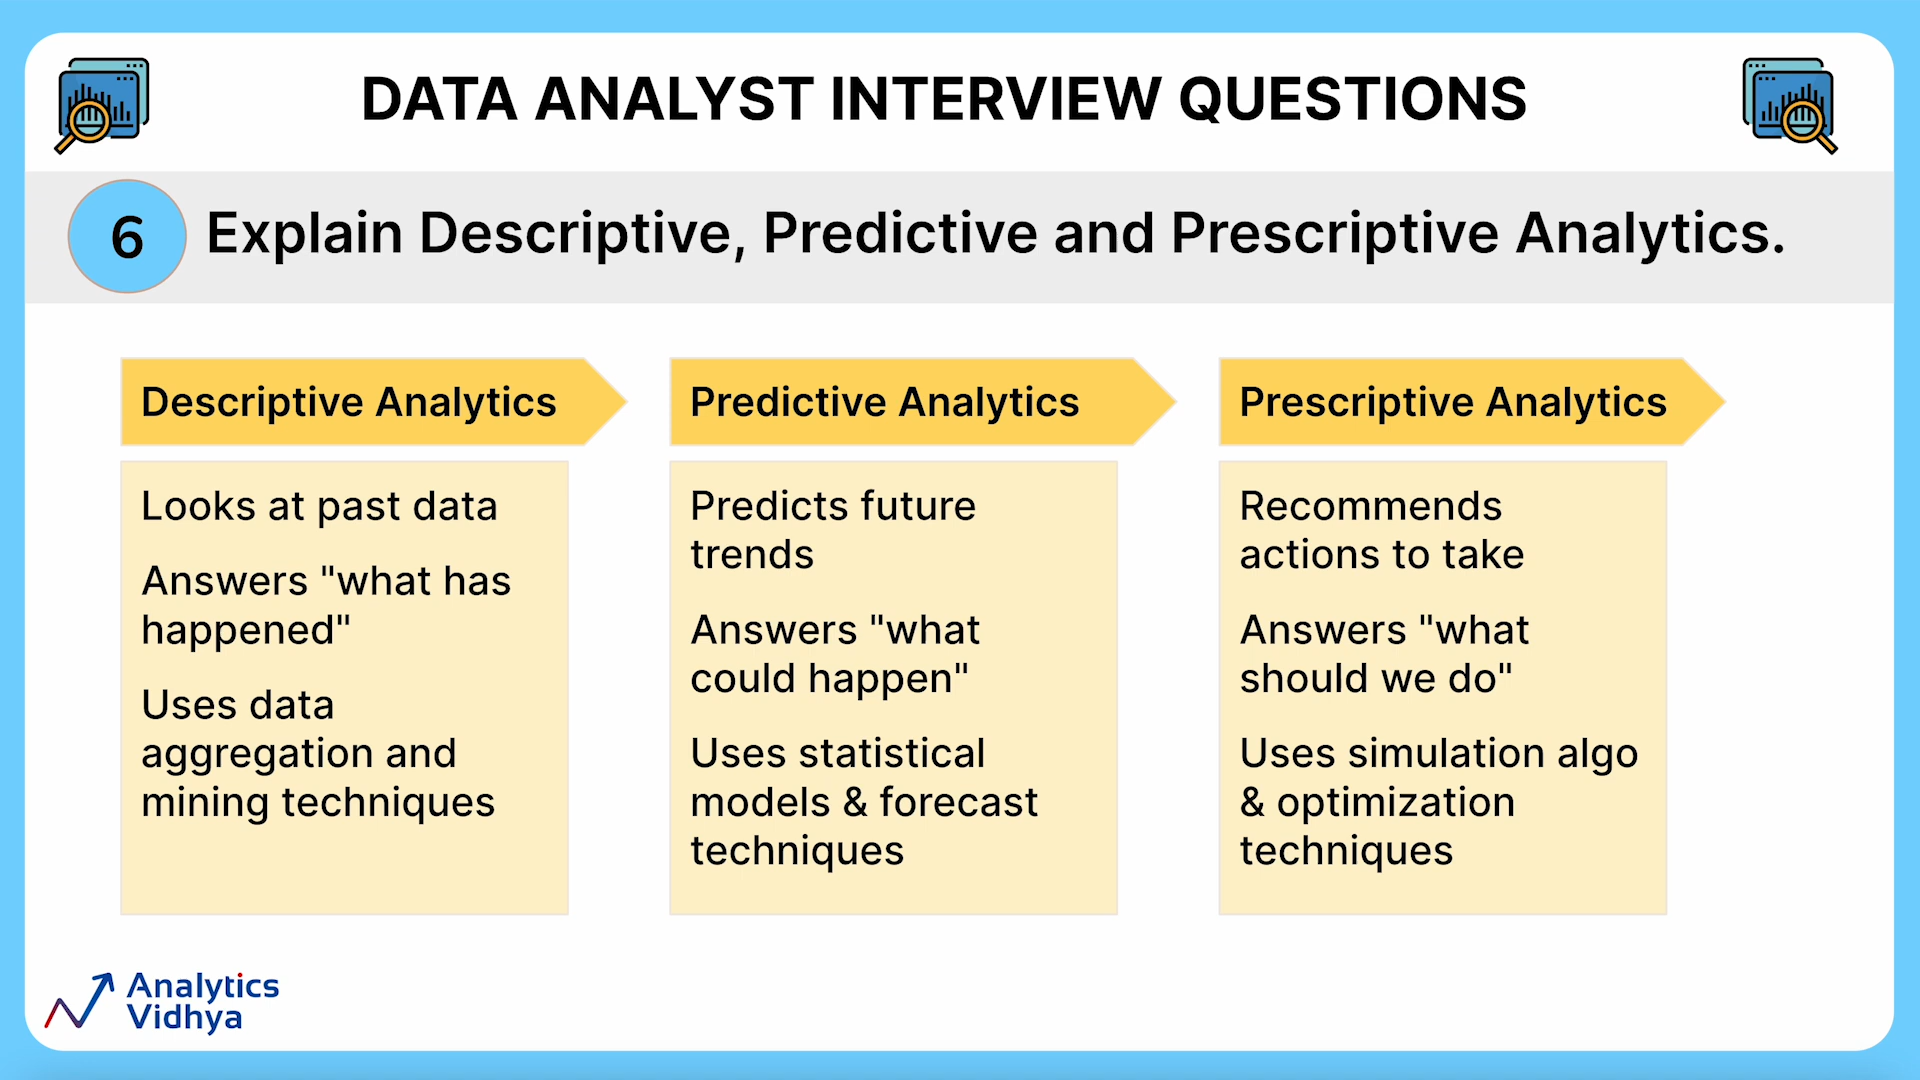 DATA ANALYST INTERVIEW QUESTIONS
6
Explain Descriptive, Predictive and Prescriptive Analytics.
Descriptive Analytics
Looks at past data
Answers "what has
happened"
Uses data
aggregation and
mining techniques
Predictive Analytics
Predicts future
trends
Answers "what
could happen"
Uses statistical
models & forecast
techniques
Prescriptive Analytics
Recommends
actions to take
Answers "what
should we do"
Uses simulation algo
& optimization
techniques
Analytics
Vidhya